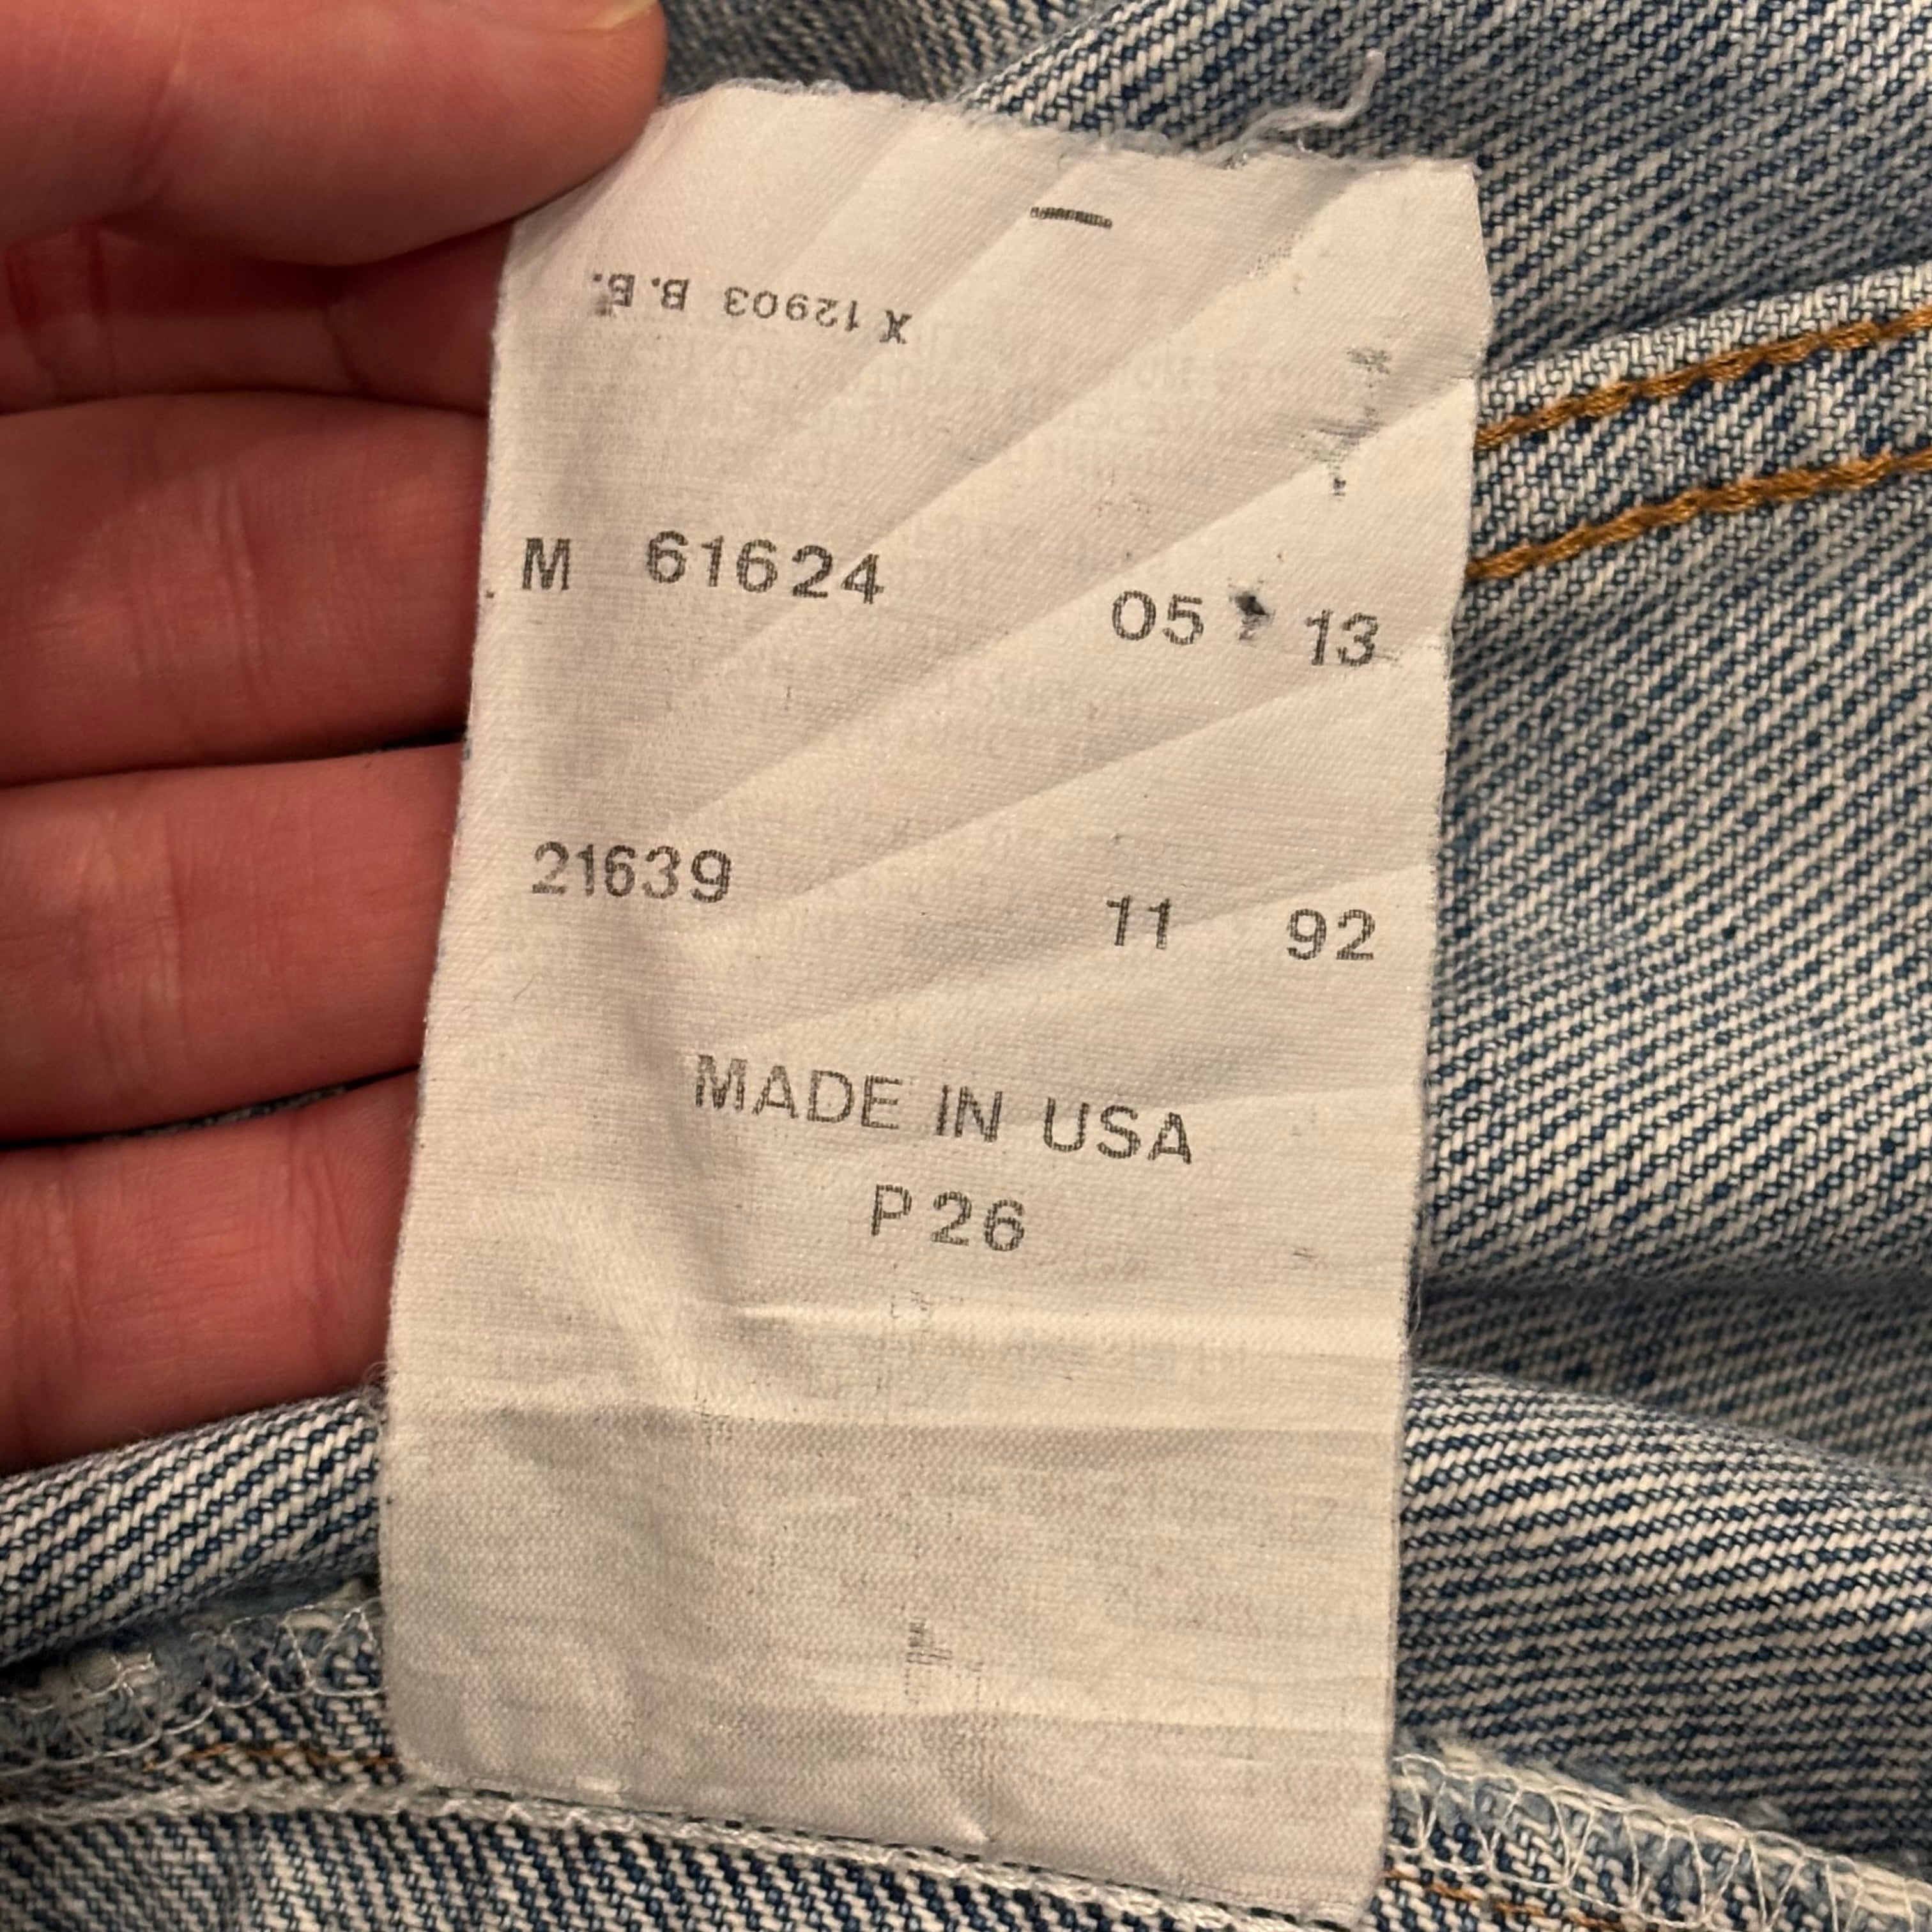 X 12903 B.B.
M 61624 05 13
21639 11 92
MADE IN USA
P26